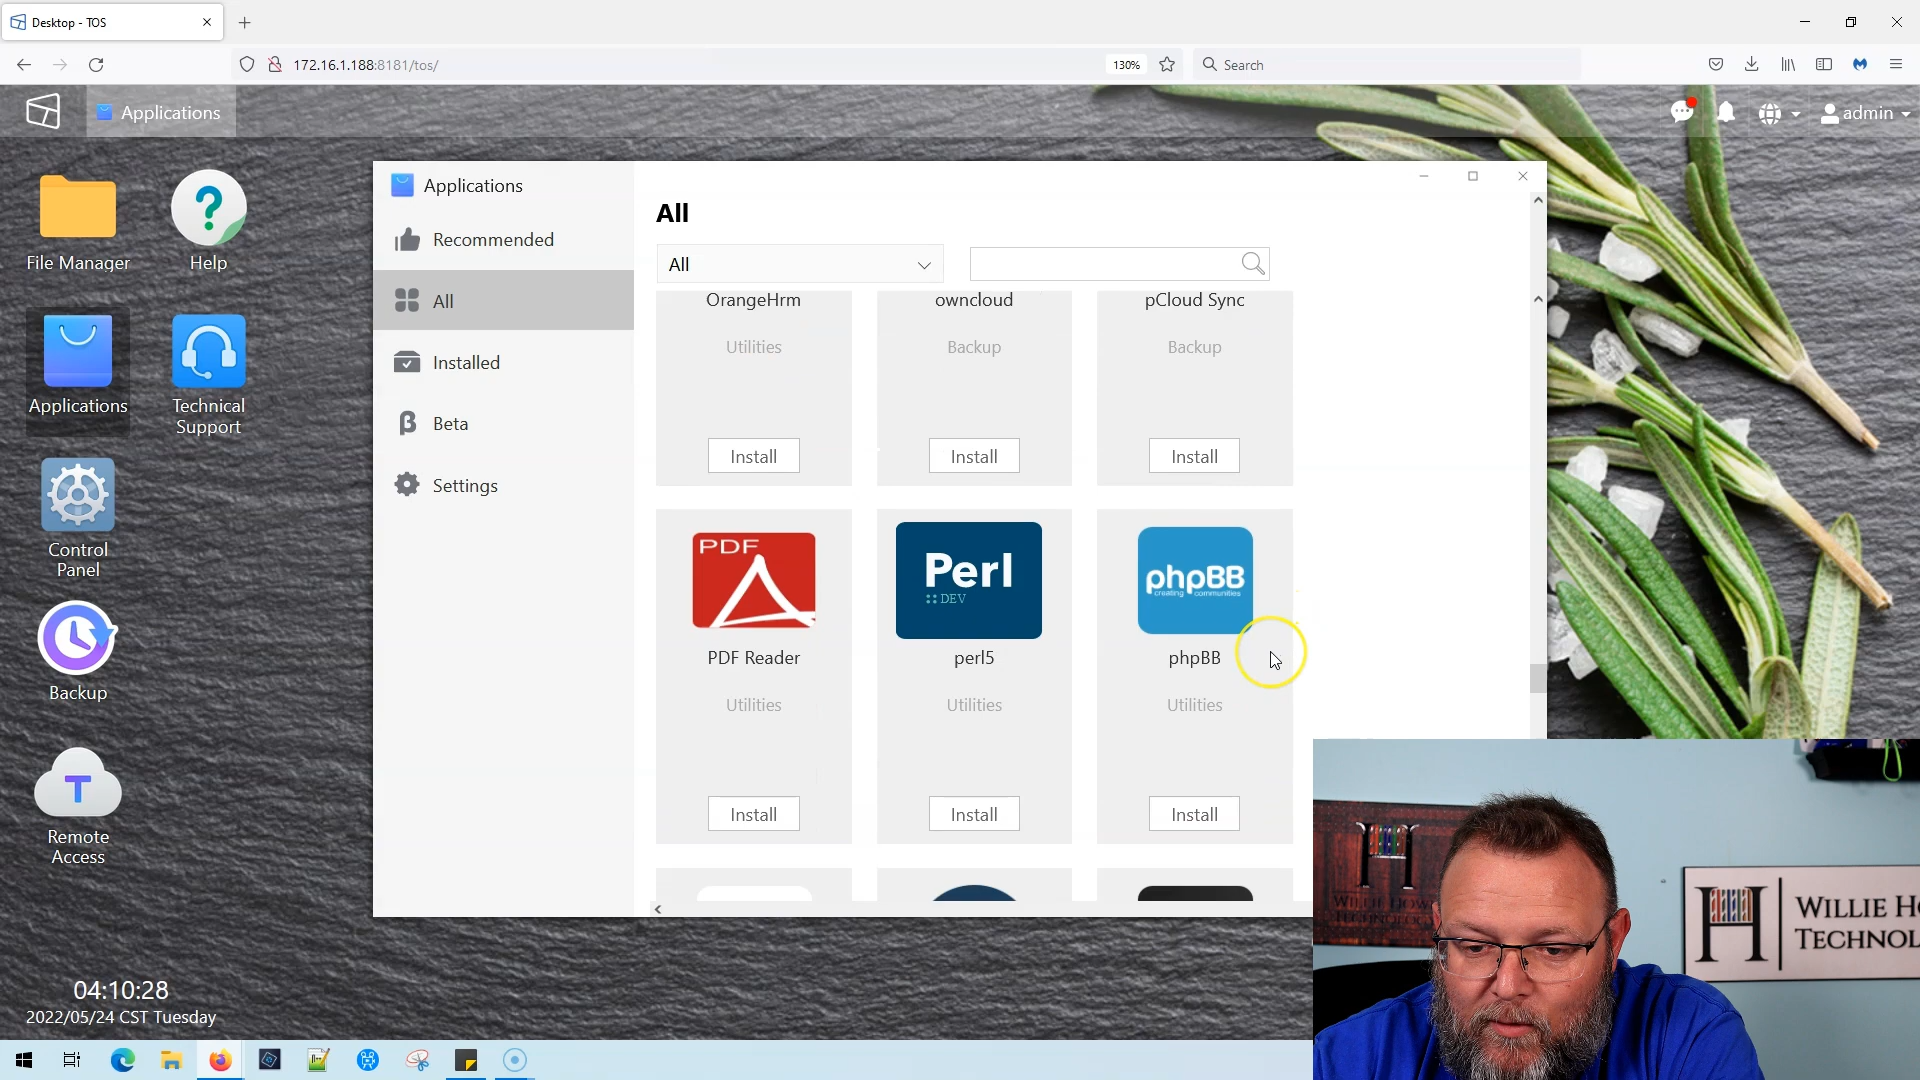 Desktop - TOS
172.16.1.188:8181/tos/
130%
Search
Applications
admin
File Manager
Help
Applications
Technical
Support
Control
Panel
Backup
Remote
Access
04:10:28
2022/05/24 CST Tuesday
Applications
Recommended
All
Installed
Beta
Settings
All
All
OrangeHrm
owncloud
pCloud Sync
Utilities
Backup
Backup
Install
Install
Install
PDF
Perl
DEV
phpBB
creating communities
PDF Reader
perl5
phpBB
Utilities
Utilities
Utilities
Install
Install
Install
T
H
WILLIE
TECHNOL